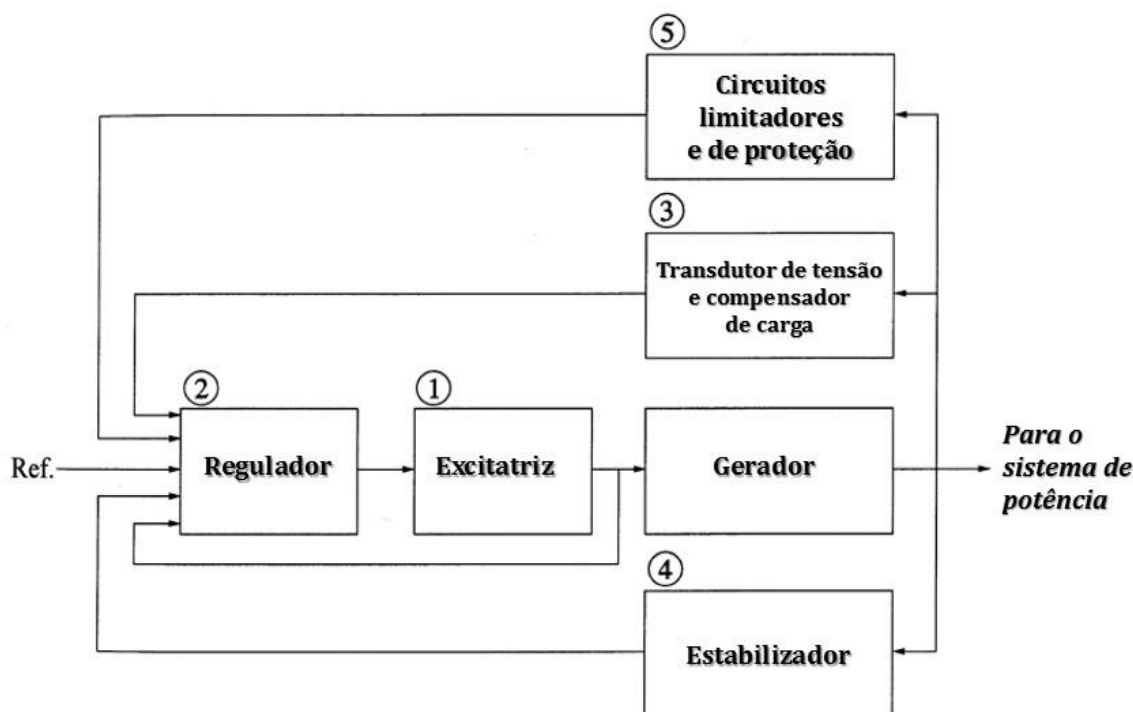 ⑤
Circuitos
limitadores
e de proteção
③
Transdutor de tensão
e compensador
de carga
②
①
Ref.
Regulador
Excitatriz
Gerador
Para o
sistema de
potência
④
Estabilizador